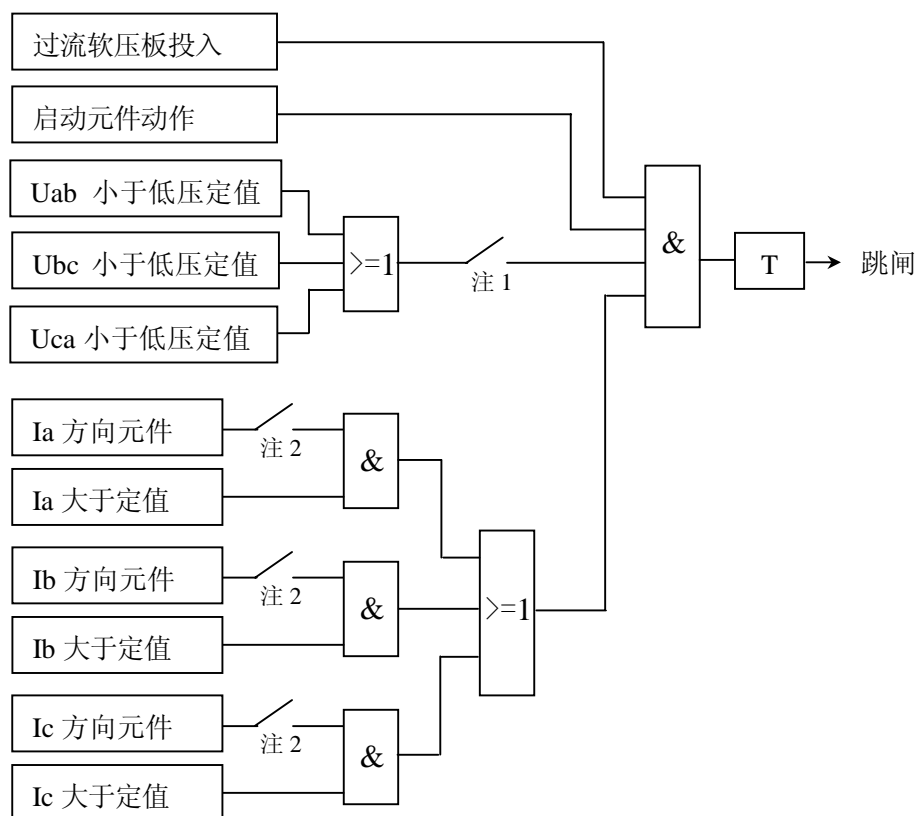 过流软压板投入
启动元件动作
Uab 小于低压定值
Ubc 小于低压定值
>=1
注 1
&
T
跳闸
Uca 小于低压定值
Ia 方向元件
注 2
&
Ia 大于定值
Ib 方向元件
注 2
&
>=1
Ib 大于定值
Ic 方向元件
注 2
&
Ic 大于定值